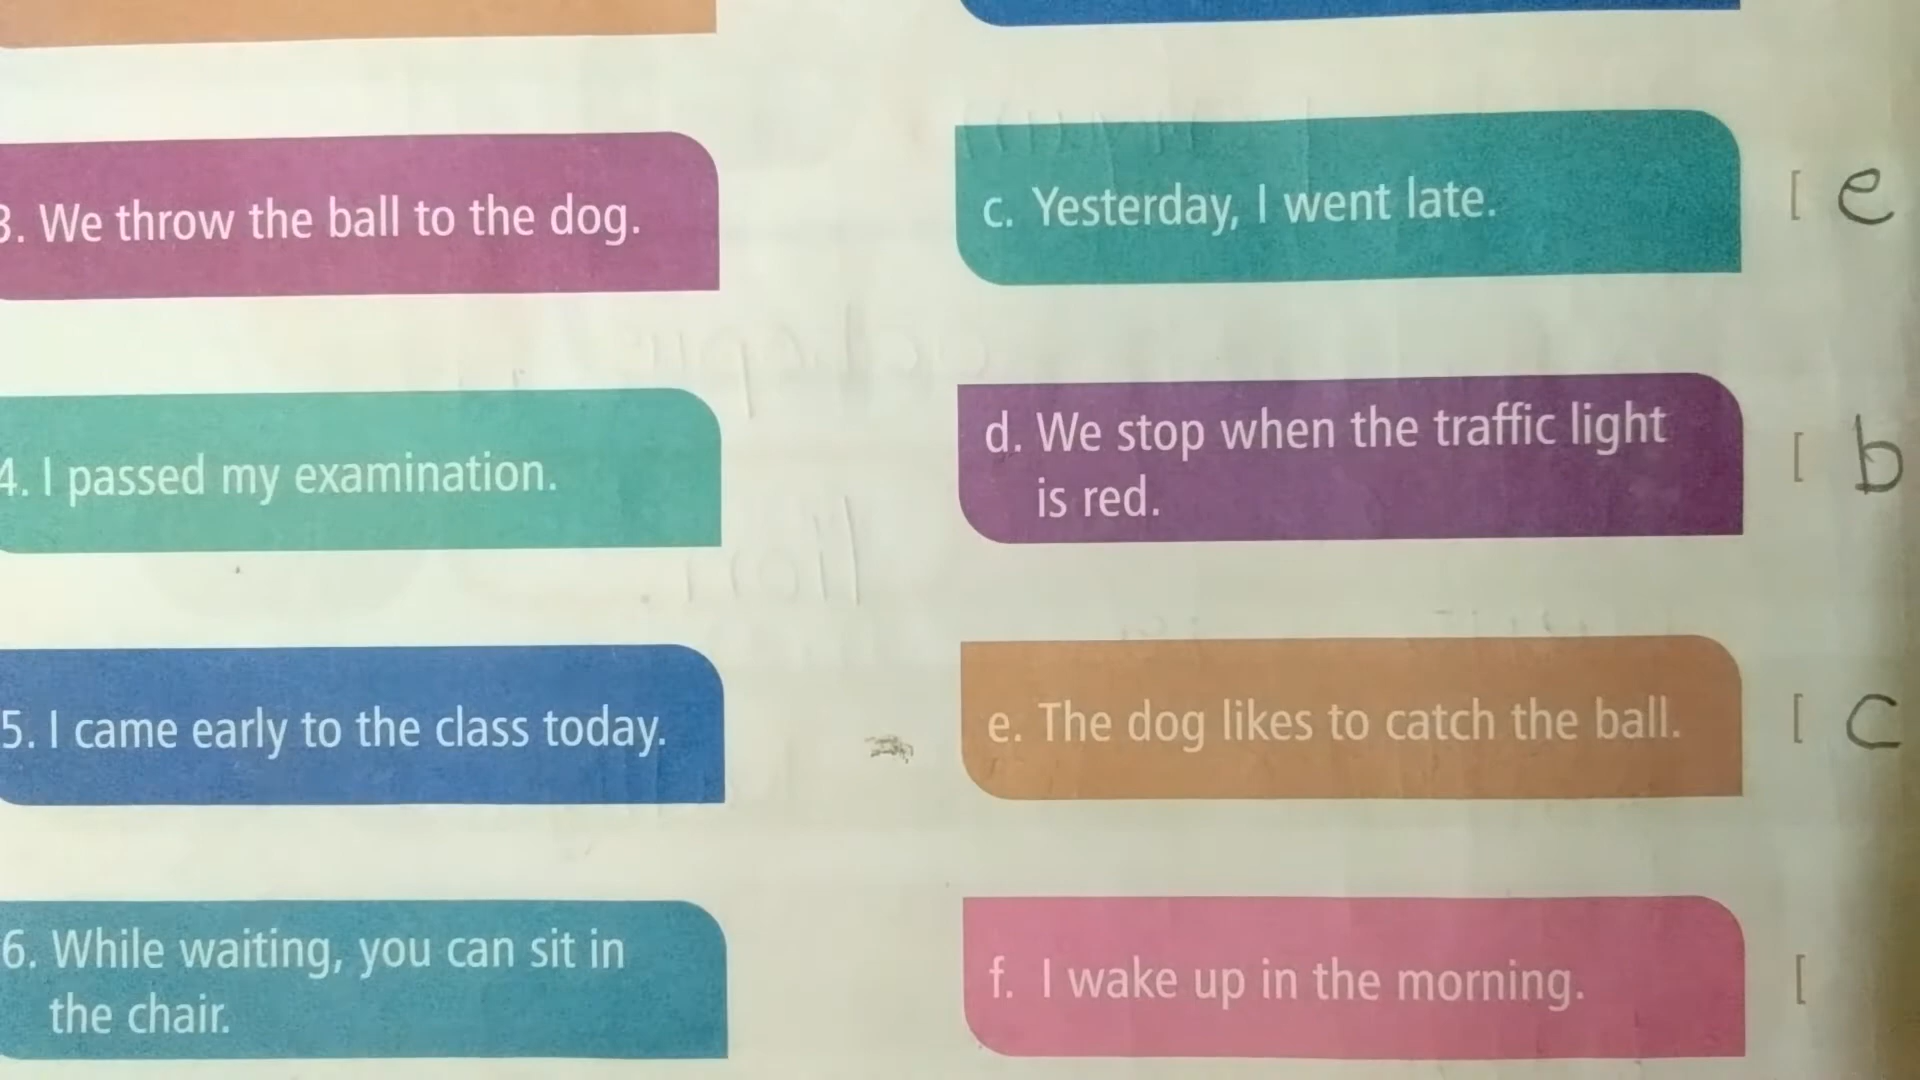 3. We throw the ball to the dog.
c. Yesterday, I went late.
[ e
4. I passed my examination.
d. We stop when the traffic light
is red.
[ b
5. I came early to the class today.
e. The dog likes to catch the ball.
[ c
6. While waiting, you can sit in
the chair.
f. I wake up in the morning.
[